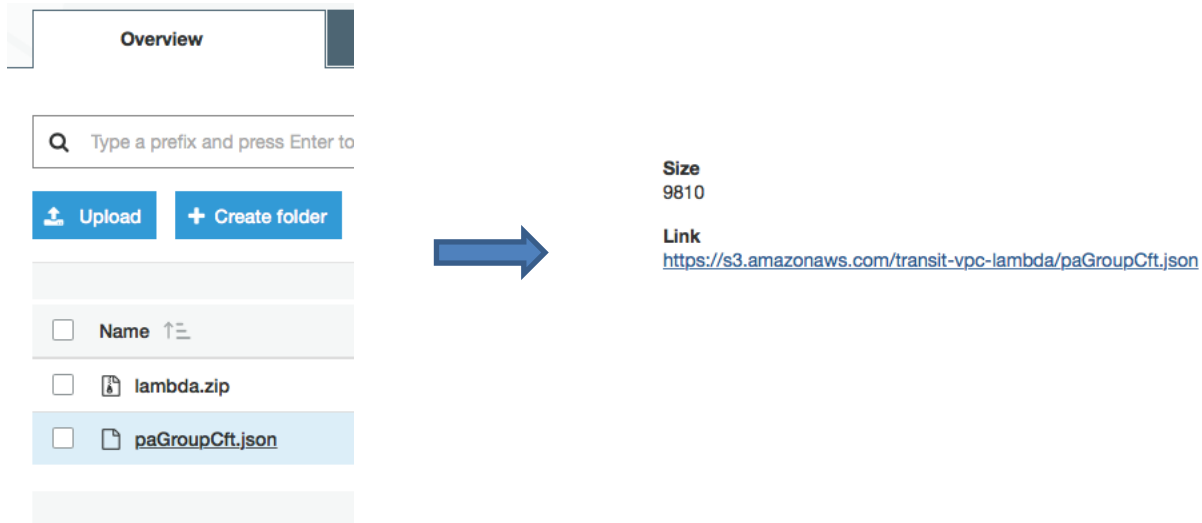 Overview
Type a prefix and press Enter to
Upload
Create folder
Name
lambda.zip
paGroupCft.json
Size
9810
Link
https://s3.amazonaws.com/transit-vpc-lambda/paGroupCft.json